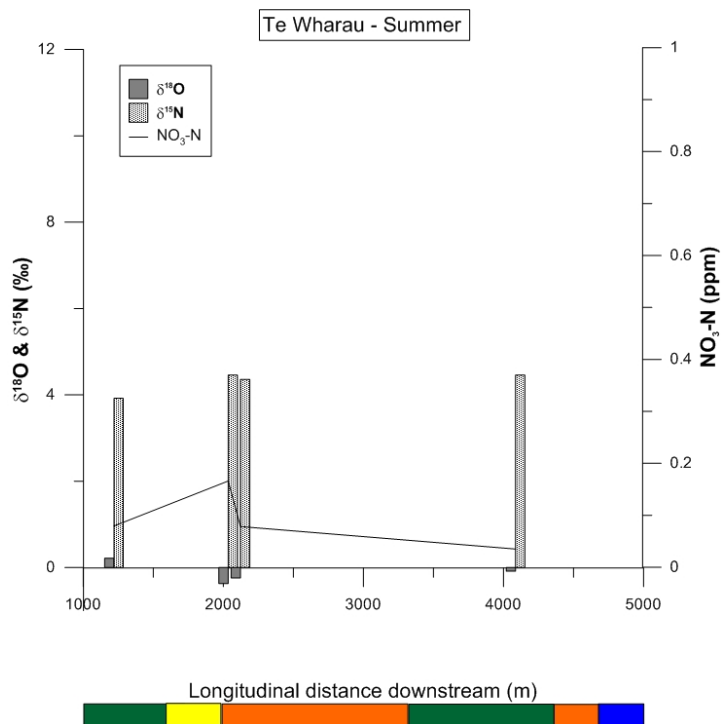 Te Wharau - Summer
δ¹⁸O
δ¹⁵N
NO₃-N
12
8
4
0
δ¹⁸O & δ¹⁵N (‰)
1
0.8
0.6
0.4
0.2
0
NO₃-N (ppm)
1000 2000 3000 4000 5000
Longitudinal distance downstream (m)